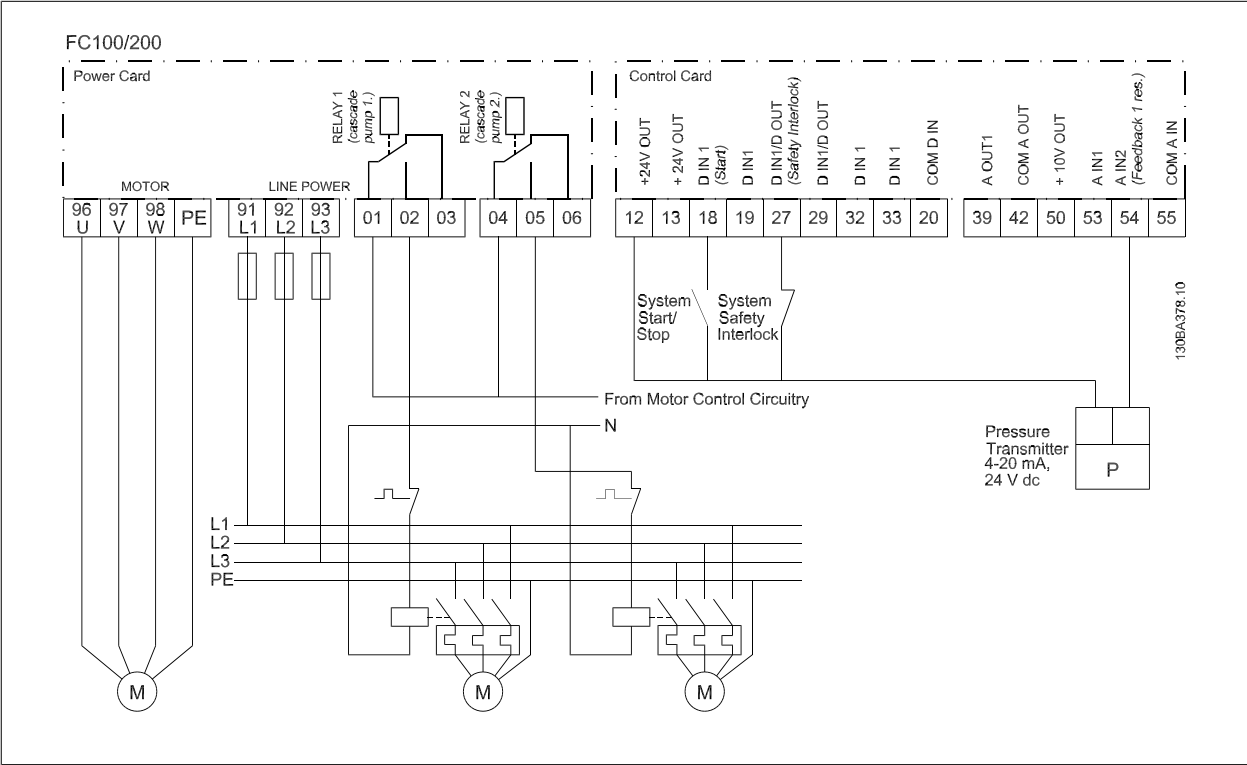 FC100/200
Power Card
Control Card
RELAY 1
(cascade
pump 1.)
RELAY 2
(cascade
pump 2.)
+24V OUT
+ 24V OUT
D IN 1
(Start)
D IN1
D IN1/D OUT
(Safety Interlock)
D IN1/D OUT
D IN 1
D IN 1
COM D IN
A OUT1
COM A OUT
+ 10V OUT
A IN1
A IN2
(Feedback 1 res.)
COM A IN
MOTOR
LINE POWER
96 97 98 PE 91 92 93 01 02 03 04 05 06 12 13 18 19 27 29 32 33 20 39 42 50 53 54 55
U V W L1 L2 L3
System
Start/
Stop
System
Safety
Interlock
130BA378.10
From Motor Control Circuitry
N
Pressure
Transmitter
4-20 mA,
24 V dc
P
L1
L2
L3
PE
M
M
M